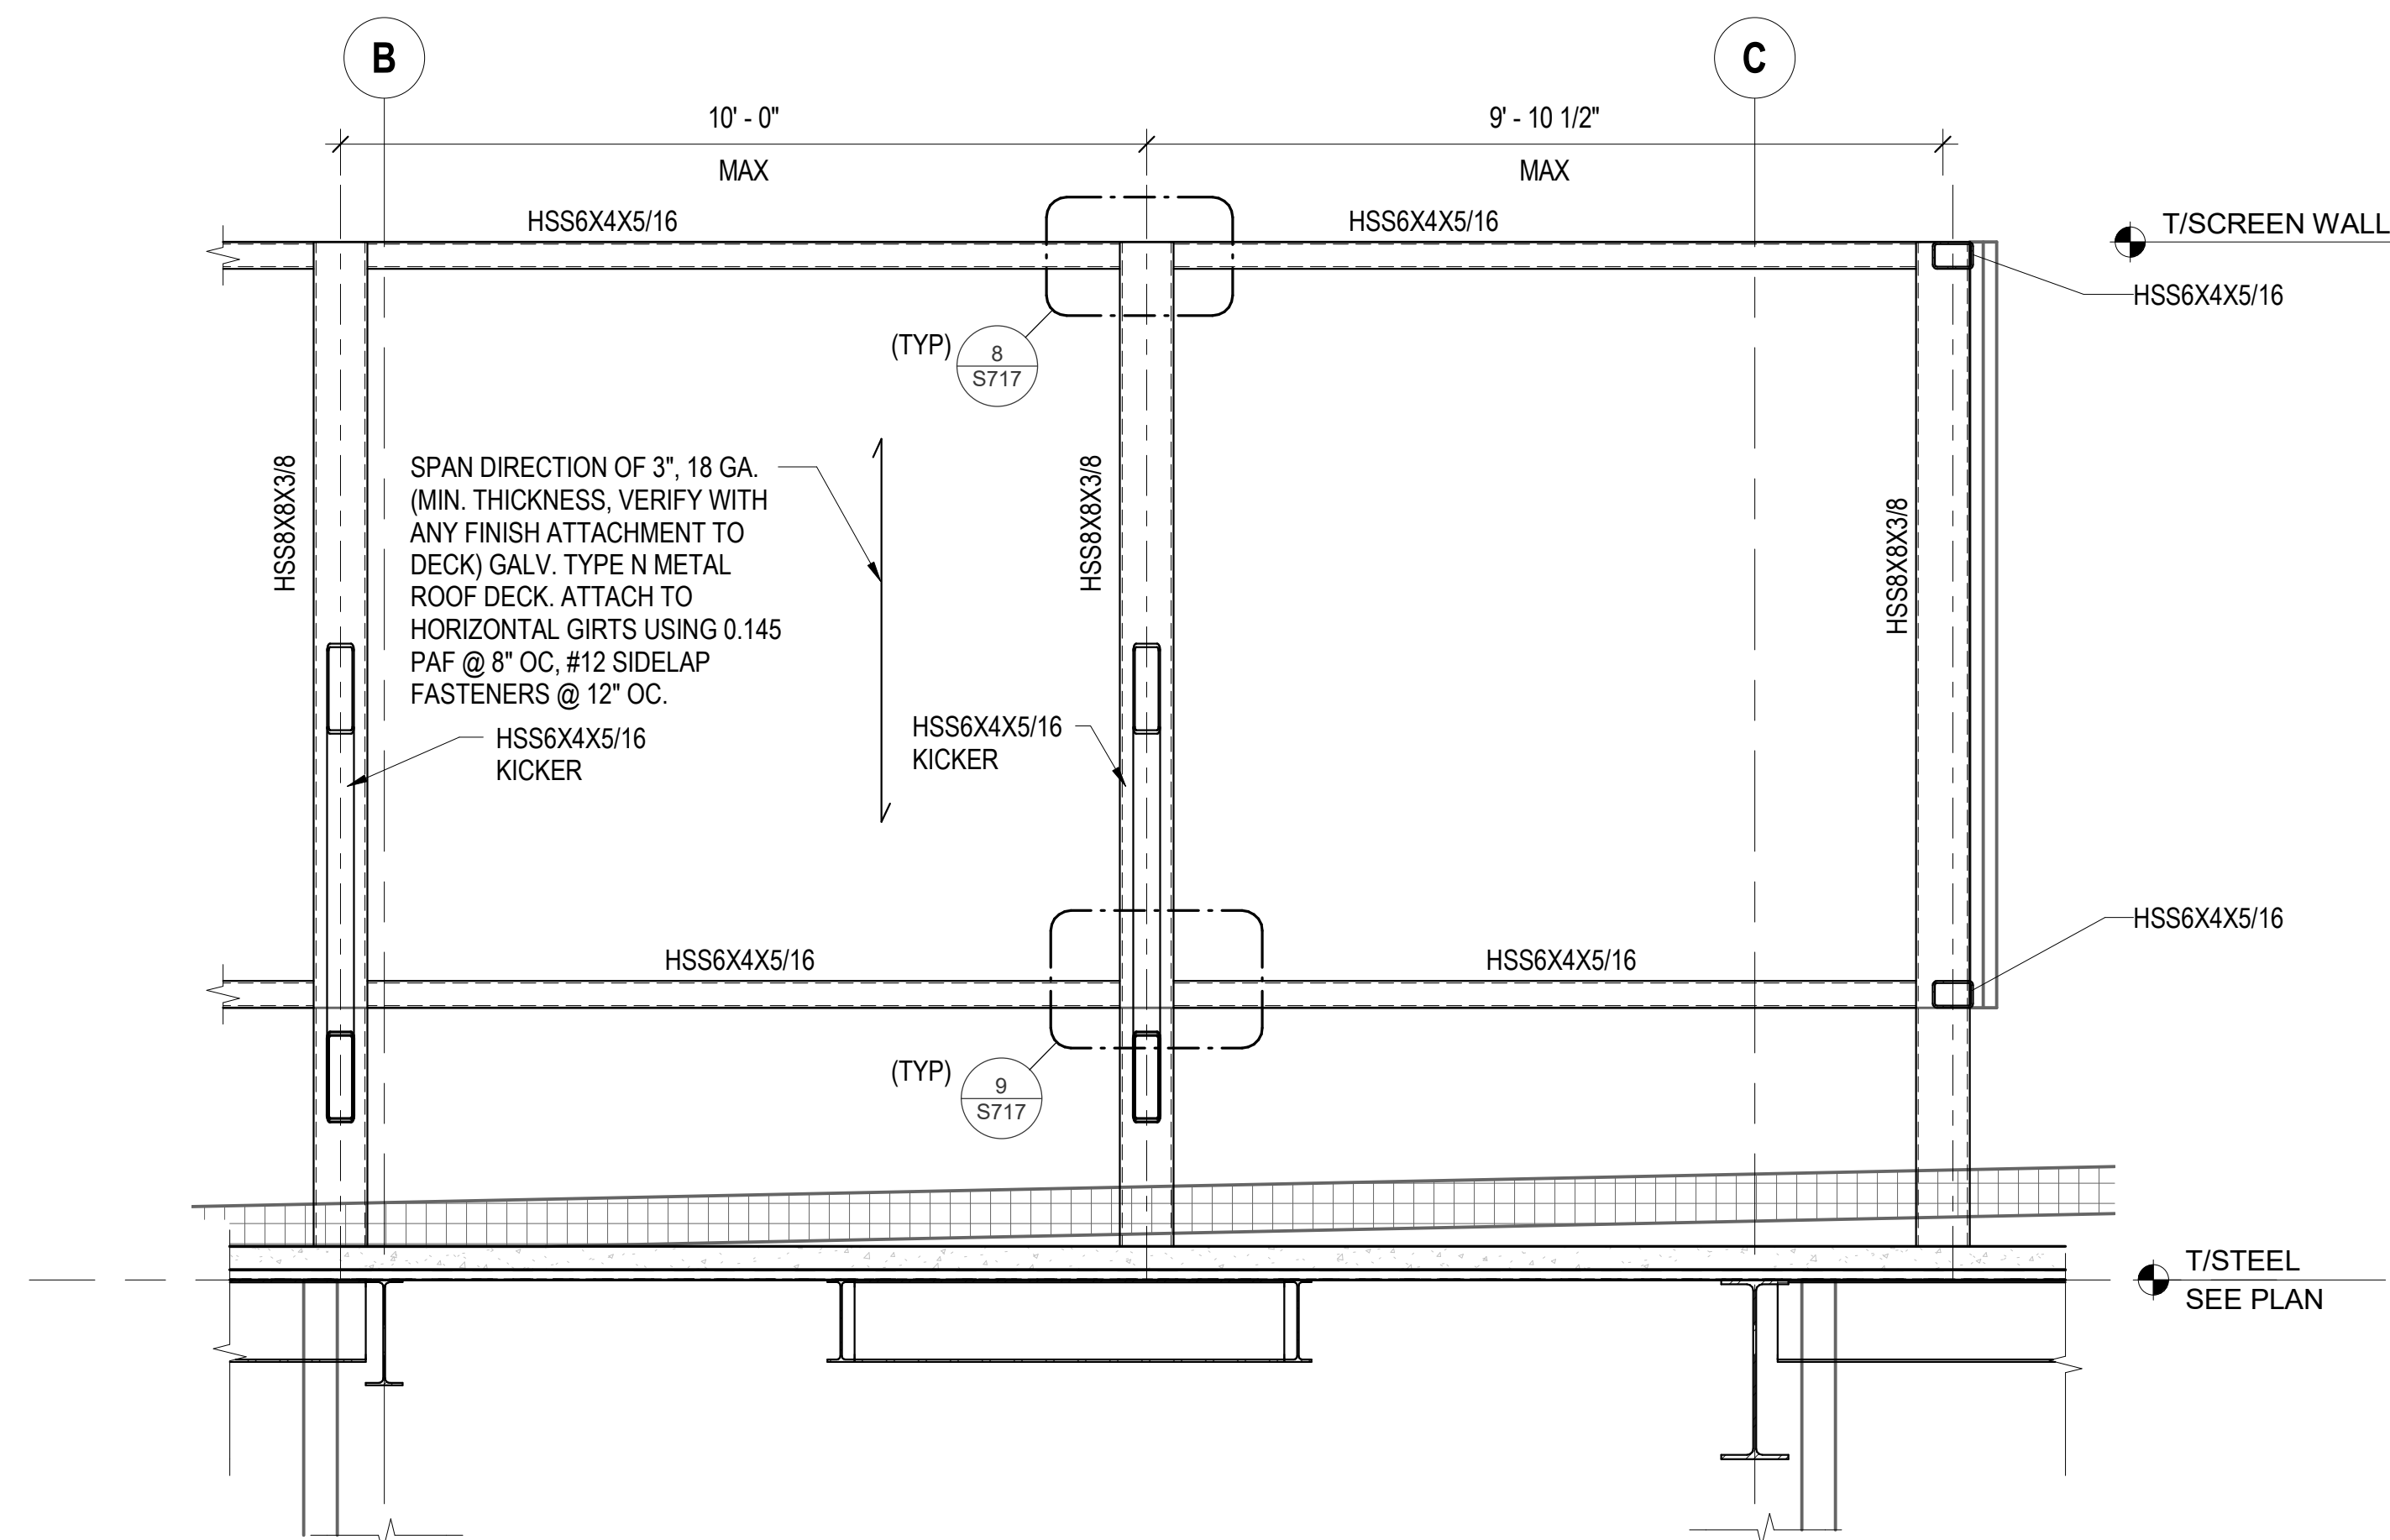 B
C
10' - 0"
MAX
9' - 10 1/2"
MAX
HSS6X4X5/16
HSS6X4X5/16
T/SCREEN WALL
HSS6X4X5/16
(TYP)
8
S717
HSS8X8X3/8
SPAN DIRECTION OF 3", 18 GA.
(MIN. THICKNESS, VERIFY WITH
ANY FINISH ATTACHMENT TO
DECK) GALV. TYPE N METAL
ROOF DECK. ATTACH TO
HORIZONTAL GIRTS USING 0.145
PAF @ 8" OC, #12 SIDELAP
FASTENERS @ 12" OC.
HSS8X8X3/8
HSS8X8X3/8
HSS6X4X5/16
KICKER
HSS6X4X5/16
KICKER
HSS6X4X5/16
HSS6X4X5/16
HSS6X4X5/16
(TYP)
9
S717
T/STEEL
SEE PLAN